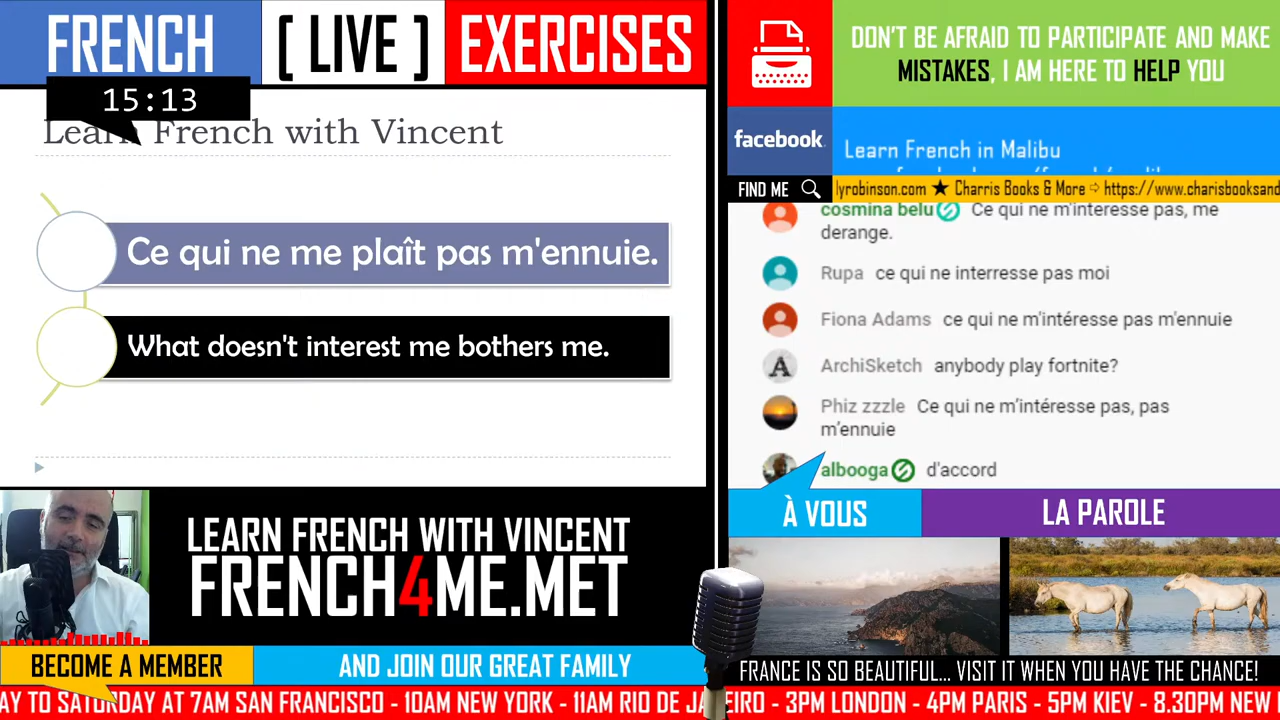 FRENCH
[ LIVE ]
EXERCISES
15:13
Learn French with Vincent
Ce qui ne me plaît pas m'ennuie.
What doesn't interest me bothers me.
LEARN FRENCH WITH VINCENT
FRENCH4ME.MET
BECOME A MEMBER
AND JOIN OUR GREAT FAMILY
DON'T BE AFRAID TO PARTICIPATE AND MAKE
MISTAKES, I AM HERE TO HELP YOU
facebook.
Learn French in Malibu
FIND ME
lyrobinson.com ★ Charris Books & More ⇨ https://www.charisbooksand
cosmina belu Ce qui ne m'interesse pas, me
derange.
Rupa ce qui ne interresse pas moi
Fiona Adams ce qui ne m'intéresse pas m'ennuie
A ArchiSketch anybody play fortnite?
Phiz zzzle Ce qui ne m'intéresse pas, pas
m'ennuie
albooga d'accord
À VOUS
LA PAROLE
FRANCE IS SO BEAUTIFUL... VISIT IT WHEN YOU HAVE THE CHANCE!
AY TO SATURDAY AT 7AM SAN FRANCISCO - 10AM NEW YORK - 11AM RIO DE JANEIRO - 3PM LONDON - 4PM PARIS - 5PM KIEV - 8.30PM NEW